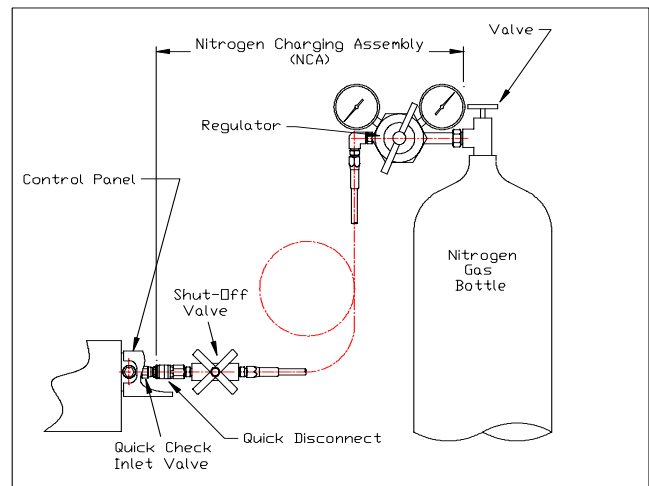 Nitrogen Charging Assembly
(NCA)
Valve
Regulator
Control Panel
Nitrogen
Gas
Bottle
Shut-Off
Valve
Quick Disconnect
Quick Check
Inlet Valve